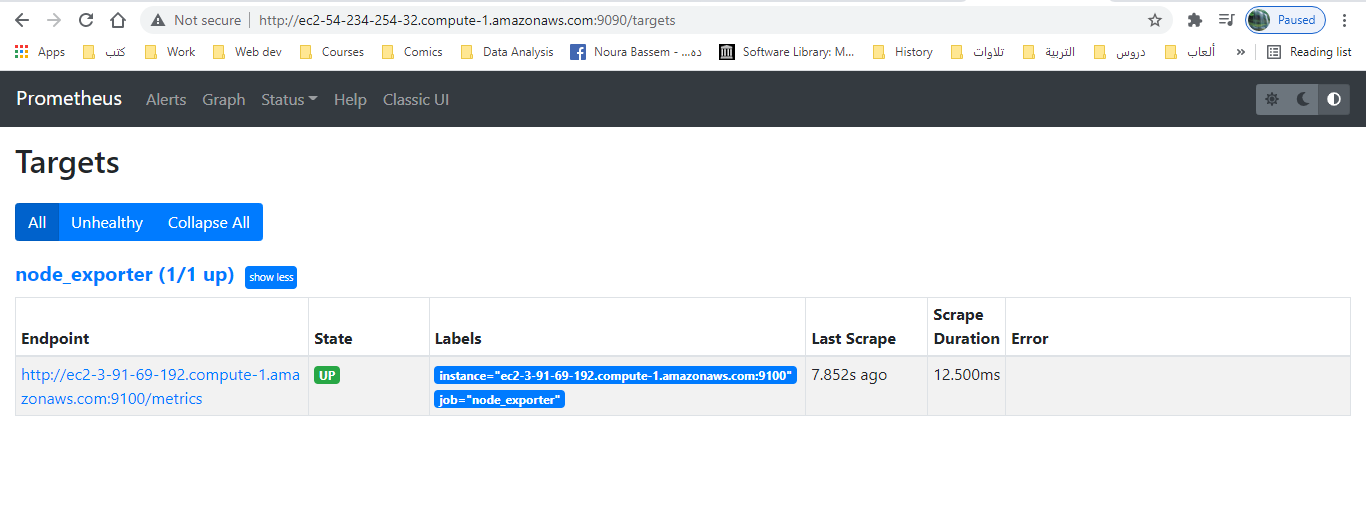 Not secure | http://ec2-54-234-254-32.compute-1.amazonaws.com:9090/targets Paused
Apps كتب Work Web dev Courses Comics Data Analysis Noura Bassem - ...ده Software Library: M... History تلاوات التربية دروس ألعاب » Reading list
Prometheus Alerts Graph Status Help Classic UI
Targets
All Unhealthy Collapse All
node_exporter (1/1 up) show less
Endpoint State Labels Last Scrape Scrape Duration Error
http://ec2-3-91-69-192.compute-1.ama UP instance="ec2-3-91-69-192.compute-1.amazonaws.com:9100" 7.852s ago 12.500ms
zonaws.com:9100/metrics job="node_exporter"